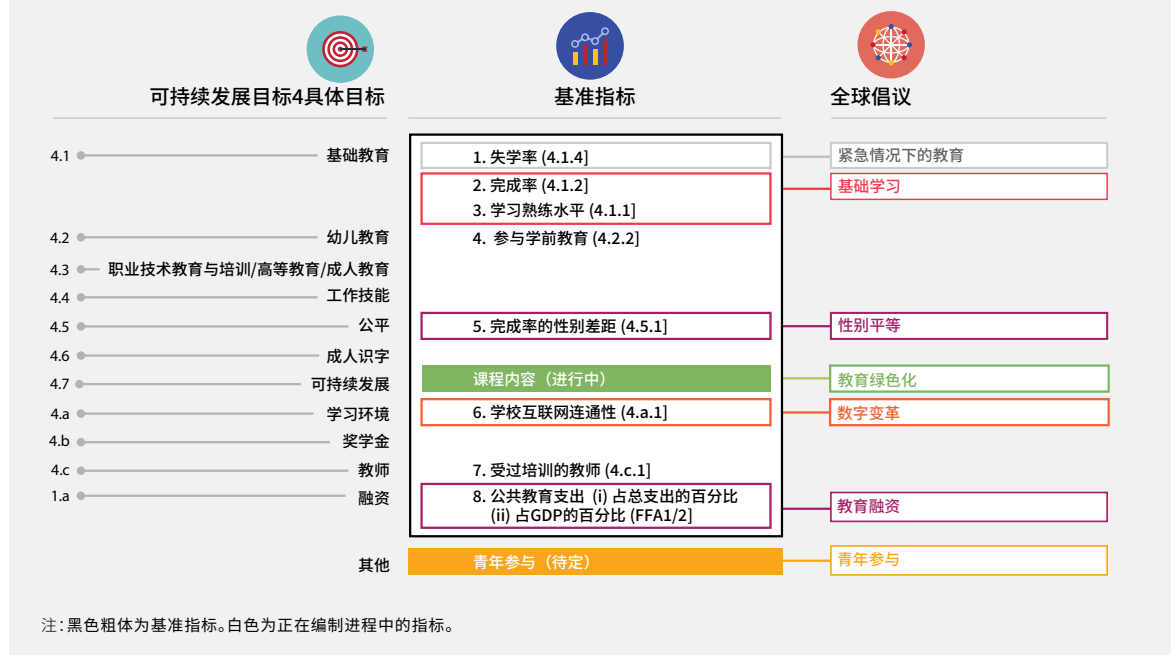 可持续发展目标4具体目标
基准指标
全球倡议
4.1 基础教育
1. 失学率 (4.1.4]
紧急情况下的教育
2. 完成率 (4.1.2]
基础学习
3. 学习熟练水平 (4.1.1]
4.2 幼儿教育
4. 参与学前教育 (4.2.2]
4.3 职业技术教育与培训/高等教育/成人教育
4.4 工作技能
4.5 公平
5. 完成率的性别差距 (4.5.1]
性别平等
4.6 成人识字
4.7 可持续发展
课程内容（进行中）
教育绿色化
4.a 学习环境
6. 学校互联网连通性 (4.a.1]
数字变革
4.b 奖学金
4.c 教师
7. 受过培训的教师 (4.c.1]
1.a 融资
8. 公共教育支出 (i) 占总支出的百分比
(ii) 占GDP的百分比 (FFA1/2]
教育融资
其他
青年参与（待定）
青年参与
注：黑色粗体为基准指标。白色为正在编制进程中的指标。